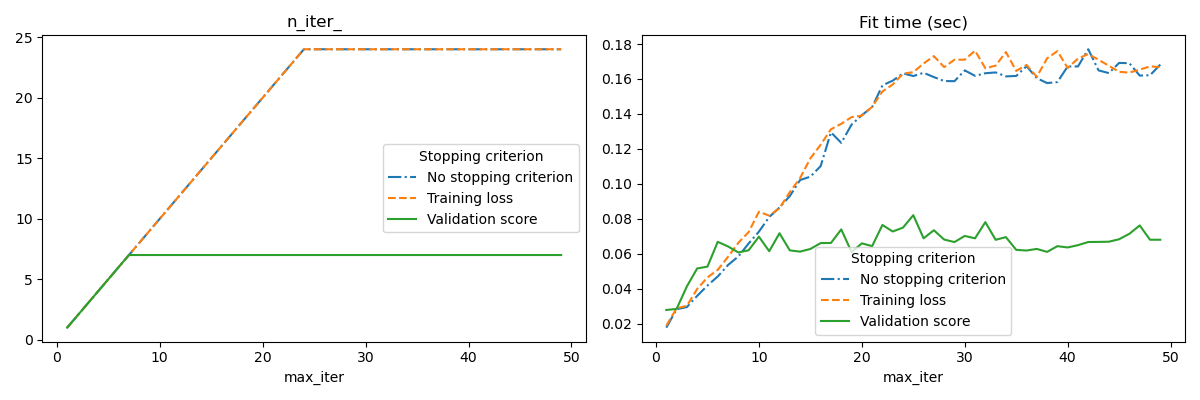 n_iter_
25
20
15
10
5
0
0
10
20
30
40
50
max_iter
Stopping criterion
No stopping criterion
Training loss
Validation score
Fit time (sec)
0.18
0.16
0.14
0.12
0.10
0.08
0.06
0.04
0.02
0
10
20
30
40
50
max_iter
Stopping criterion
No stopping criterion
Training loss
Validation score